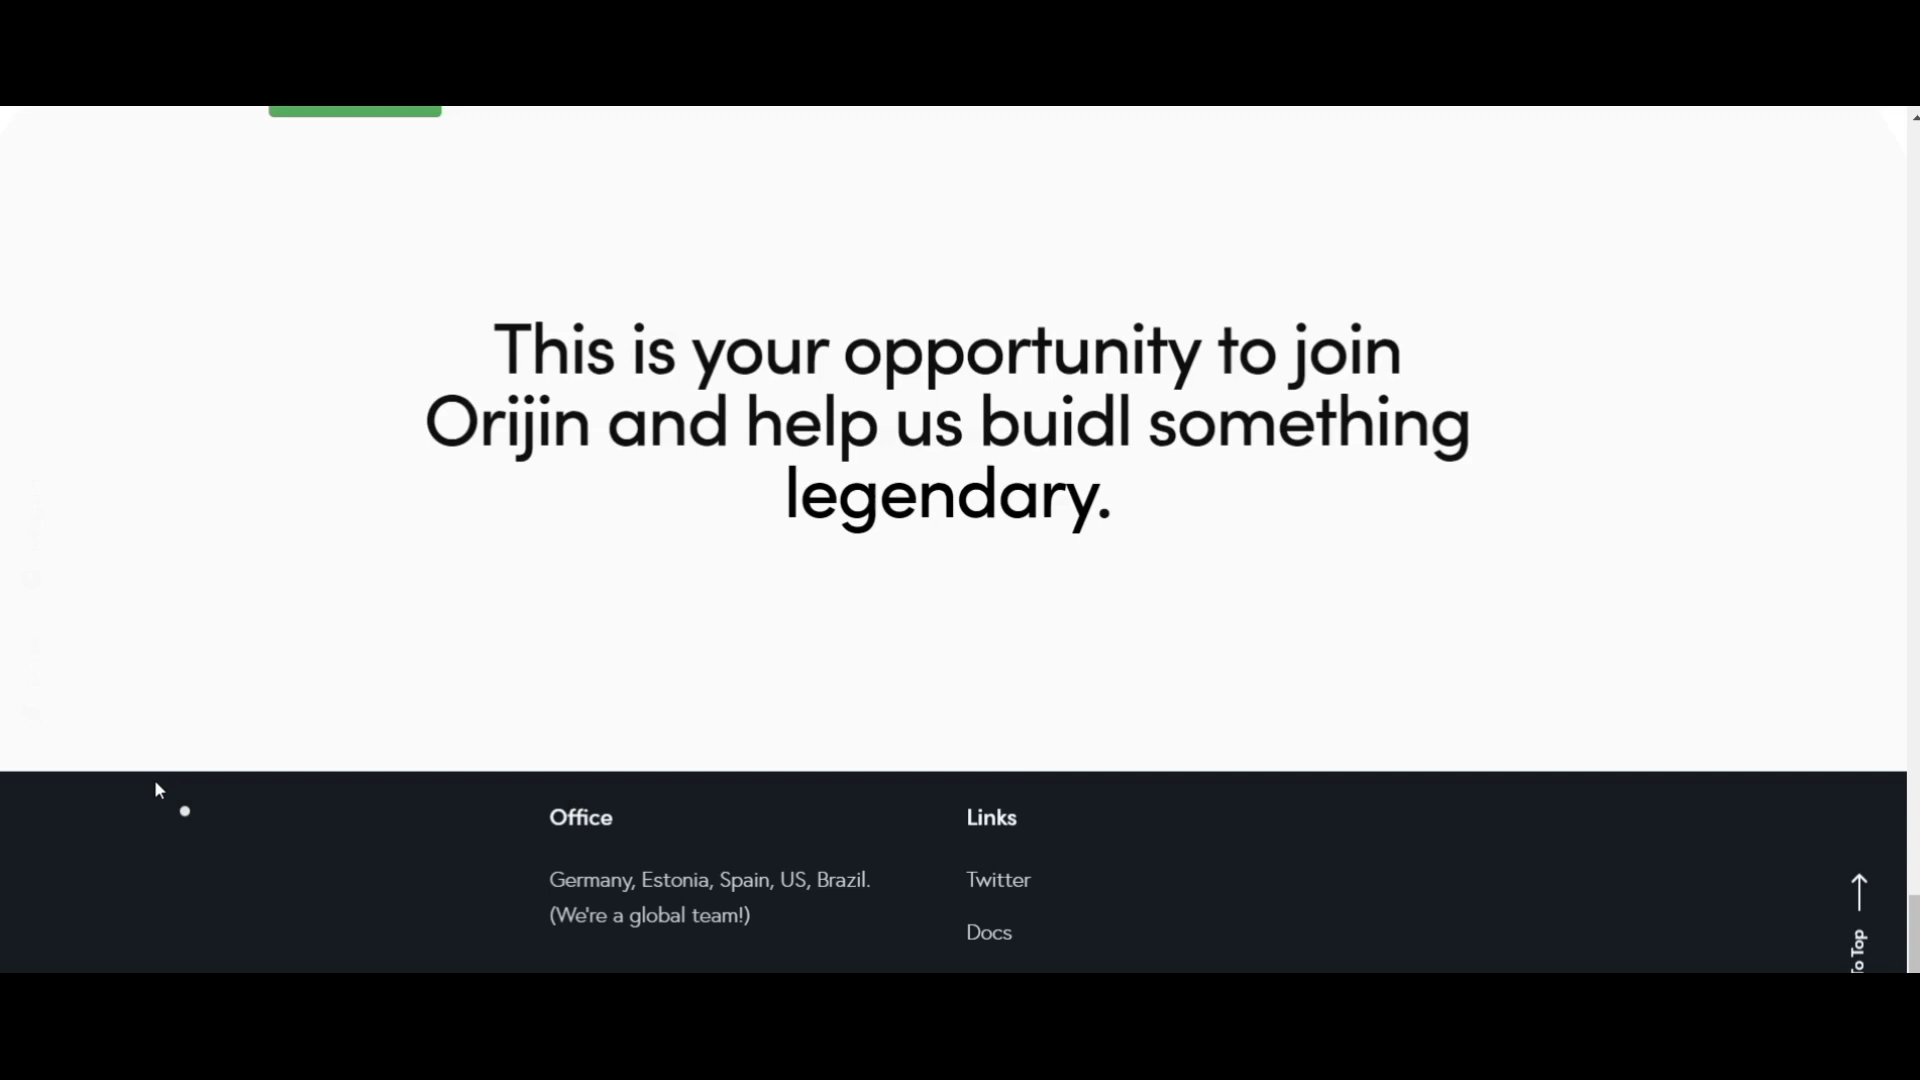 This is your opportunity to join
Orijin and help us buidl something
legendary.
Office
Links
Germany, Estonia, Spain, US, Brazil.
Twitter
(We're a global team!)
Docs
To Top